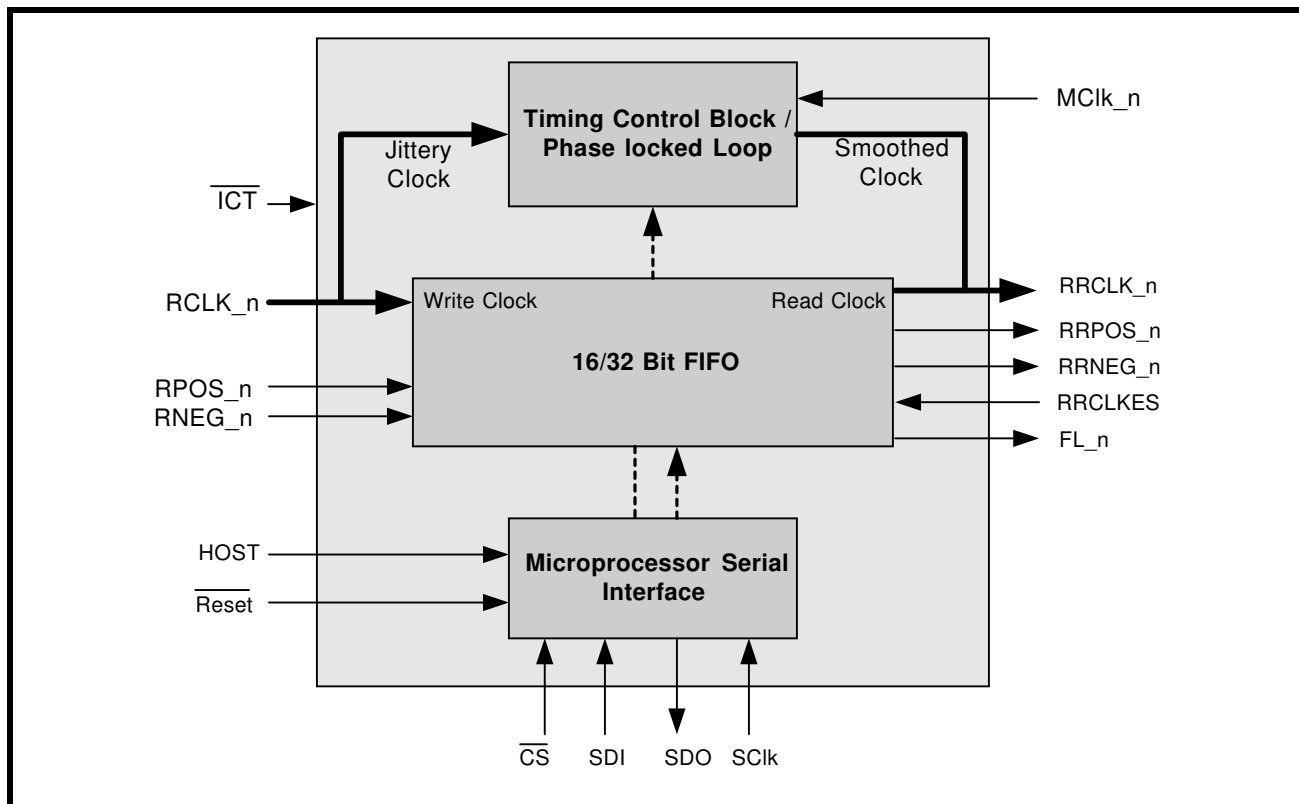 Timing Control Block /
Phase locked Loop
MClk_n
Jittery
Clock
Smoothed
Clock
ICT
RCLK_n
Write Clock
Read Clock
RRCLK_n
RRPOS_n
16/32 Bit FIFO
RRNEG_n
RPOS_n
RRCLKES
RNEG_n
FL_n
HOST
Microprocessor Serial
Interface
Reset
CS
SDI
SDO
SClk